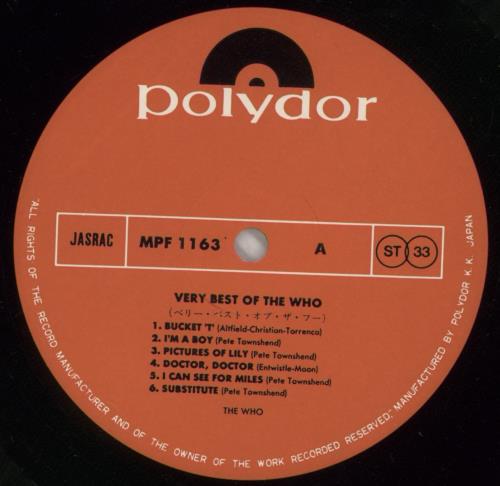 polydor
JASRAC
MPF 1163
A
ST 33
VERY BEST OF THE WHO
(ベリー・ベスト・オブ・ザ・フー)
1. BUCKET 'T' (Altfield-Christian-Torrenco)
2. I'M A BOY (Pete Townshend)
3. PICTURES OF LILY (Pete Townshend)
4. DOCTOR, DOCTOR (Entwistle-Moon)
5. I CAN SEE FOR MILES (Pete Townshend)
6. SUBSTITUTE (Pete Townshend)
THE WHO
"ALL RIGHTS OF THE RECORD MANUFACTURER AND OF THE OWNER OF THE WORK RECORDED RESERVED," MANUFACTURED BY POLYDOR K.K. JAPAN